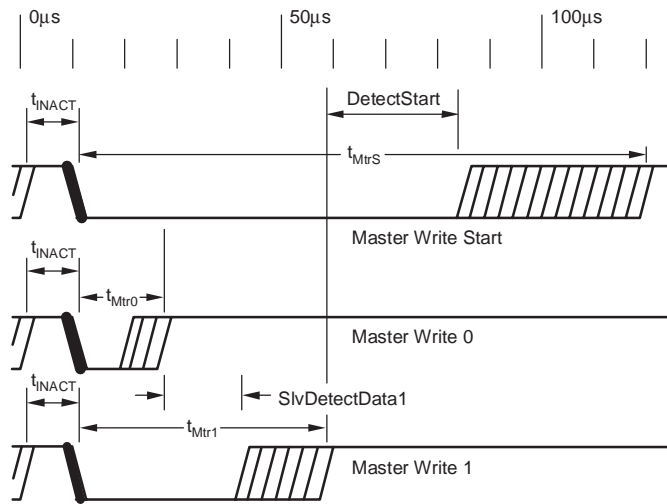 0µs 50µs 100µs
tINACT DetectStart
tMtrS
Master Write Start
tINACT
tMtr0
Master Write 0
tINACT
SlvDetectData1
tMtr1
Master Write 1